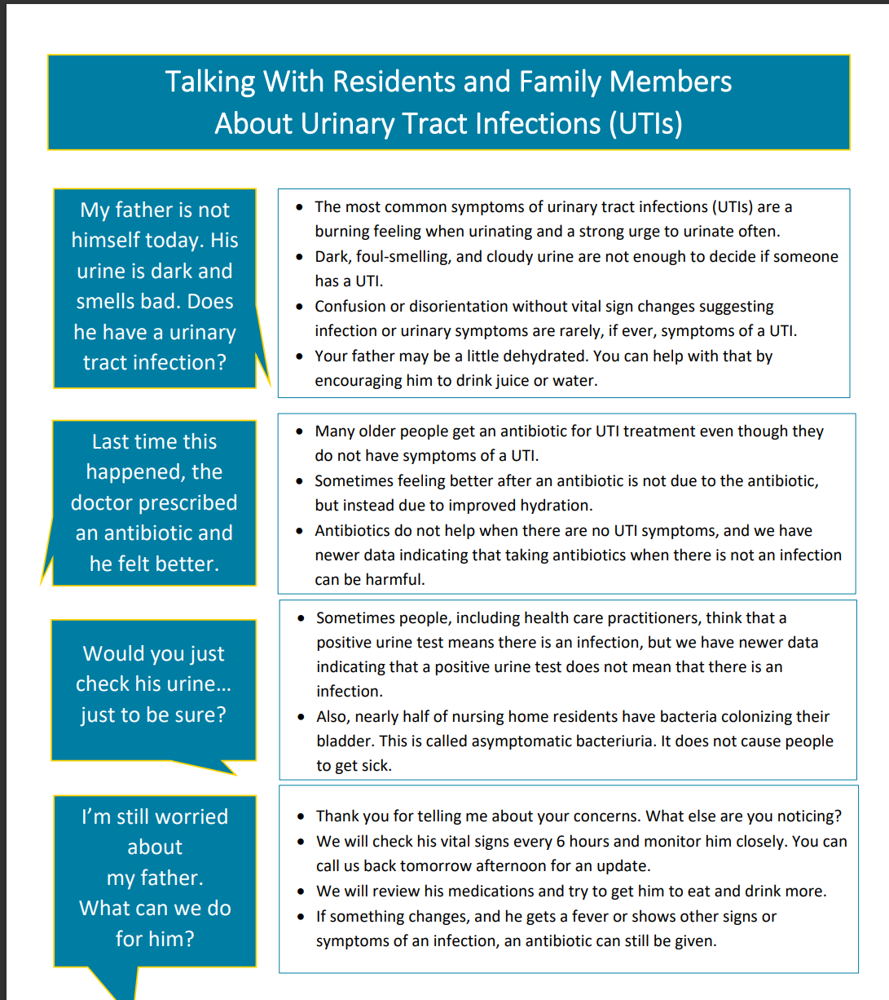 Talking With Residents and Family Members
About Urinary Tract Infections (UTIs)
My father is not
himself today. His
urine is dark and
smells bad. Does
he have a urinary
tract infection?
• The most common symptoms of urinary tract infections (UTIs) are a
burning feeling when urinating and a strong urge to urinate often.
• Dark, foul-smelling, and cloudy urine are not enough to decide if someone
has a UTI.
• Confusion or disorientation without vital sign changes suggesting
infection or urinary symptoms are rarely, if ever, symptoms of a UTI.
• Your father may be a little dehydrated. You can help with that by
encouraging him to drink juice or water.
Last time this
happened, the
doctor prescribed
an antibiotic and
he felt better.
• Many older people get an antibiotic for UTI treatment even though they
do not have symptoms of a UTI.
• Sometimes feeling better after an antibiotic is not due to the antibiotic,
but instead due to improved hydration.
• Antibiotics do not help when there are no UTI symptoms, and we have
newer data indicating that taking antibiotics when there is not an infection
can be harmful.
Would you just
check his urine…
just to be sure?
• Sometimes people, including health care practitioners, think that a
positive urine test means there is an infection, but we have newer data
indicating that a positive urine test does not mean that there is an
infection.
• Also, nearly half of nursing home residents have bacteria colonizing their
bladder. This is called asymptomatic bacteriuria. It does not cause people
to get sick.
I’m still worried
about
my father.
What can we do
for him?
• Thank you for telling me about your concerns. What else are you noticing?
• We will check his vital signs every 6 hours and monitor him closely. You can
call us back tomorrow afternoon for an update.
• We will review his medications and try to get him to eat and drink more.
• If something changes, and he gets a fever or shows other signs or
symptoms of an infection, an antibiotic can still be given.